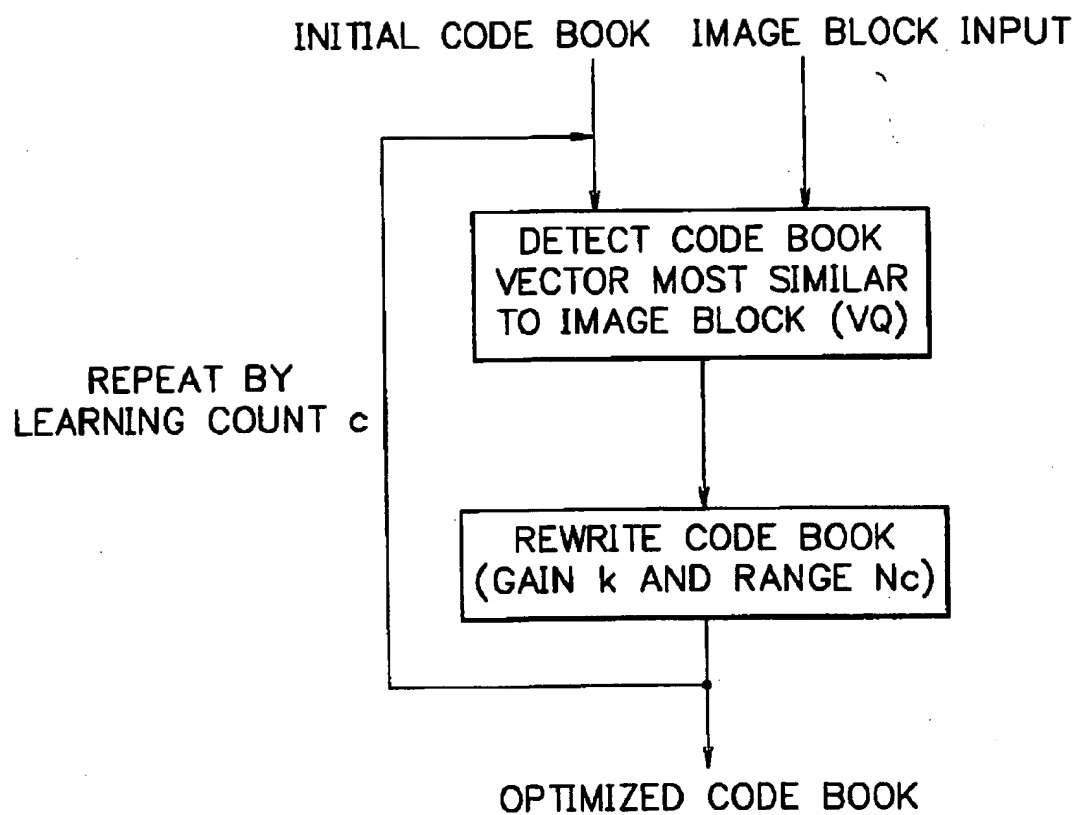 INITIAL CODE BOOK
IMAGE BLOCK INPUT
DETECT CODE BOOK
VECTOR MOST SIMILAR
TO IMAGE BLOCK (VQ)
REPEAT BY
LEARNING COUNT c
REWRITE CODE BOOK
(GAIN k AND RANGE Nc)
OPTIMIZED CODE BOOK